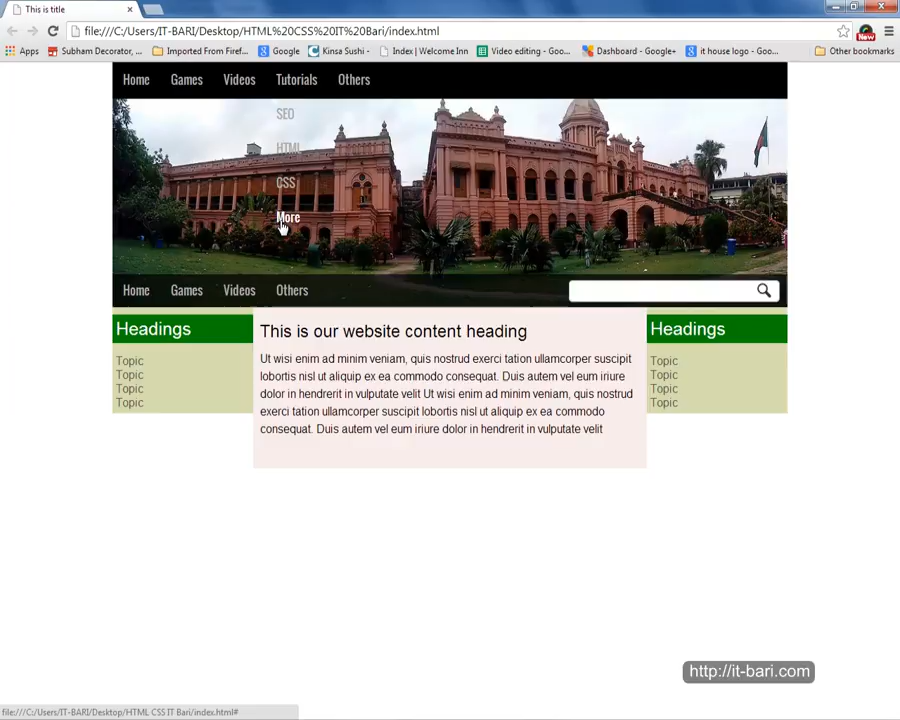 This is title
file:///C:/Users/IT-BARI/Desktop/HTML%20CSS%20IT%20Bari/index.html
Apps Subham Decorator, ... Imported From Firef... Google Kinsa Sushi - Index | Welcome Inn Video editing - Goo... Dashboard - Google+ it house logo - Goo... Other bookmarks
New
Home Games Videos Tutorials Others
SEO
HTML
CSS
More
Home Games Videos Others
Headings
Topic
Topic
Topic
Topic
This is our website content heading
Ut wisi enim ad minim veniam, quis nostrud exerci tation ullamcorper suscipit
lobortis nisl ut aliquip ex ea commodo consequat. Duis autem vel eum iriure
dolor in hendrerit in vulputate velit Ut wisi enim ad minim veniam, quis nostrud
exerci tation ullamcorper suscipit lobortis nisl ut aliquip ex ea commodo
consequat. Duis autem vel eum iriure dolor in hendrerit in vulputate velit
Headings
Topic
Topic
Topic
Topic
http://it-bari.com
file:///C:/Users/IT-BARI/Desktop/HTML CSS IT Bari/index.html#